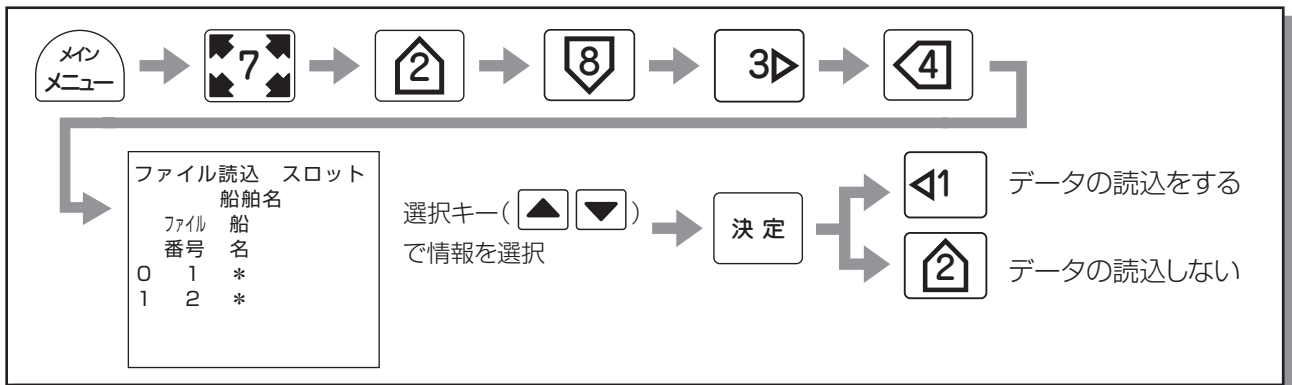 メイン
メニュー
7
2
8
3
4
ファイル読込 スロット
船舶名
ファイル 船
番号 名
0 1 *
1 2 *
選択キー(▲▼)
で情報を選択
決定
1 データの読込をする
2 データの読込しない